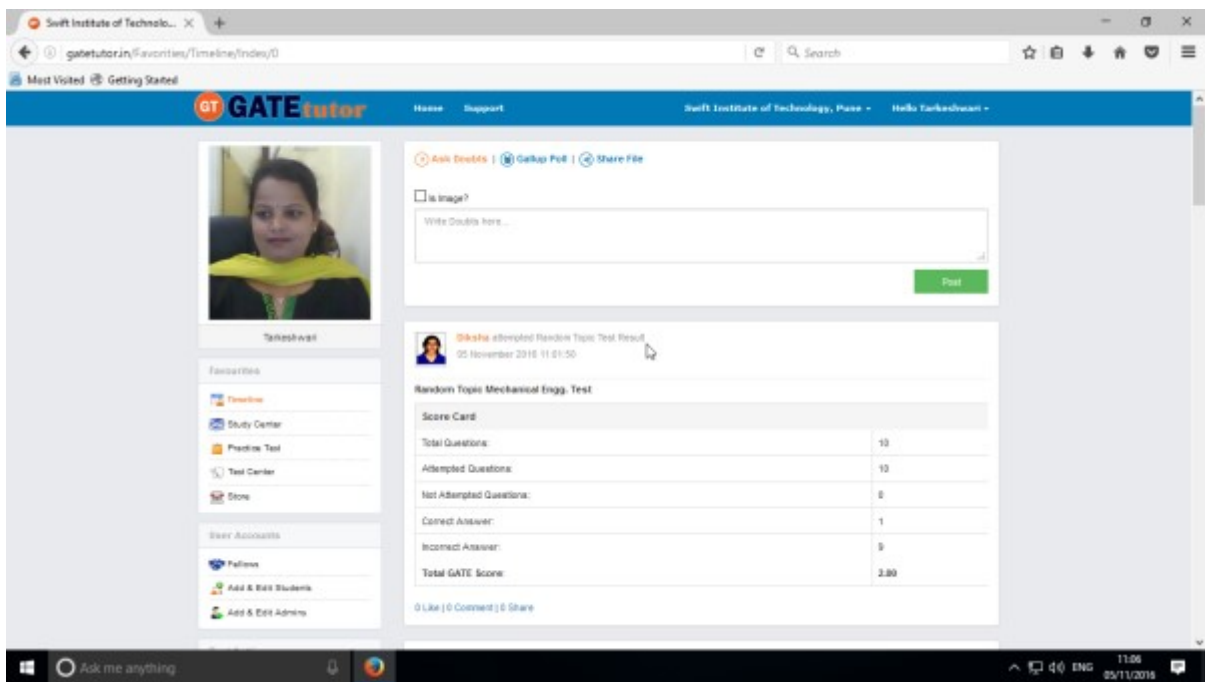 Swift Institute of Technolo...
gatetutor.in/Favorities/Timeline/Index/0
Search
Most Visited Getting Started
GT GATEtutor Home Support Swift Institute of Technology, Pune Hello Tarkeshwari
Ask Doubts | Gallup Poll | Share File
Is Image?
Write Doubts here...
Post
Tarkeshwari
Diksha attempted Random Topic Test Result
05 November 2016 11:01:50
Favourites
Timeline
Study Center
Practice Test
Test Center
Store
User Accounts
Fellows
Add & Edit Students
Add & Edit Admins
Random Topic Mechanical Engg. Test
Score Card
Total Questions: 10
Attempted Questions: 10
Not Attempted Questions: 0
Correct Answer: 1
Incorrect Answer: 9
Total GATE Score: 2.00
0 Like | 0 Comment | 0 Share
Ask me anything
ENG
11:06
05/11/2016